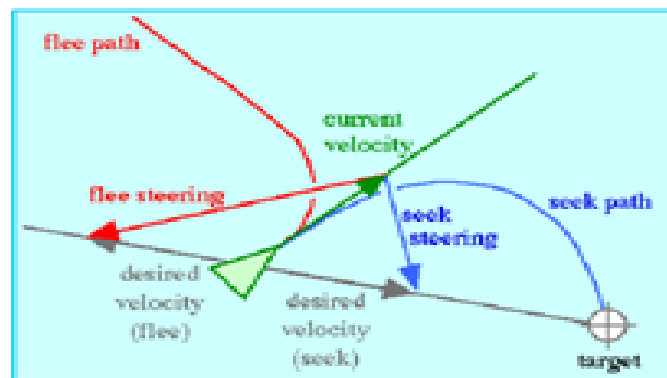 flee path
current
velocity
flee steering
seek
steering
seek path
desired
velocity
(flee)
desired
velocity
(seek)
target